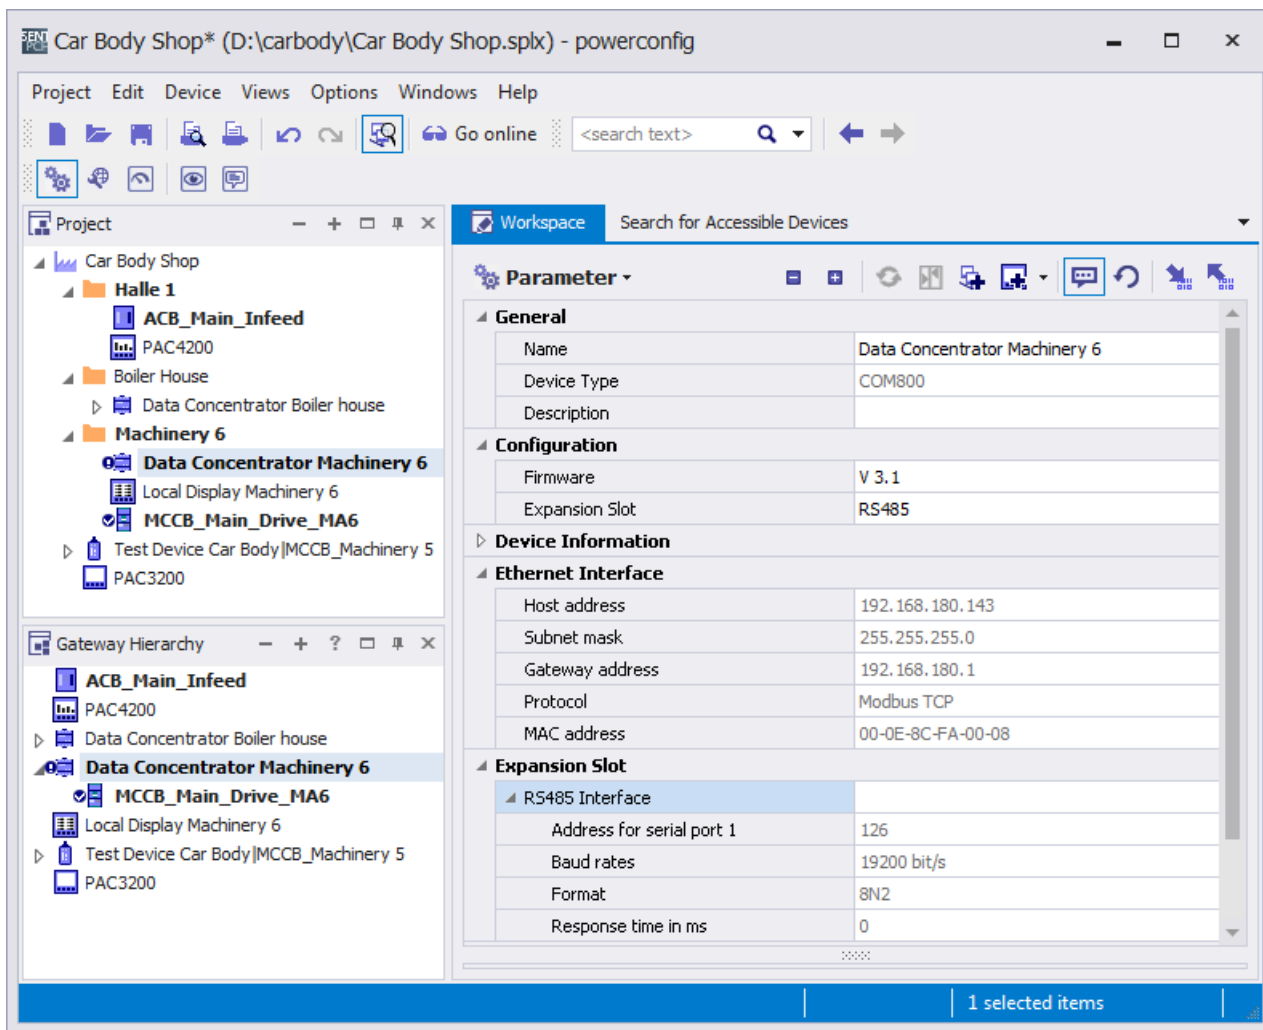 SENT
PCF
Car Body Shop* (D:\carbody\Car Body Shop.splx) - powerconfig
Project Edit Device Views Options Windows Help
Go online <search text>
Project
Car Body Shop
Halle 1
ACB_Main_Infeed
PAC4200
Boiler House
Data Concentrator Boiler house
Machinery 6
Data Concentrator Machinery 6
Local Display Machinery 6
MCCB_Main_Drive_MA6
Test Device Car Body|MCCB_Machinery 5
PAC3200
Gateway Hierarchy
ACB_Main_Infeed
PAC4200
Data Concentrator Boiler house
Data Concentrator Machinery 6
MCCB_Main_Drive_MA6
Local Display Machinery 6
Test Device Car Body|MCCB_Machinery 5
PAC3200
Workspace Search for Accessible Devices
Parameter
General
Name Data Concentrator Machinery 6
Device Type COM800
Description
Configuration
Firmware V 3.1
Expansion Slot RS485
Device Information
Ethernet Interface
Host address 192.168.180.143
Subnet mask 255.255.255.0
Gateway address 192.168.180.1
Protocol Modbus TCP
MAC address 00-0E-8C-FA-00-08
Expansion Slot
RS485 Interface
Address for serial port 1 126
Baud rates 19200 bit/s
Format 8N2
Response time in ms 0
1 selected items